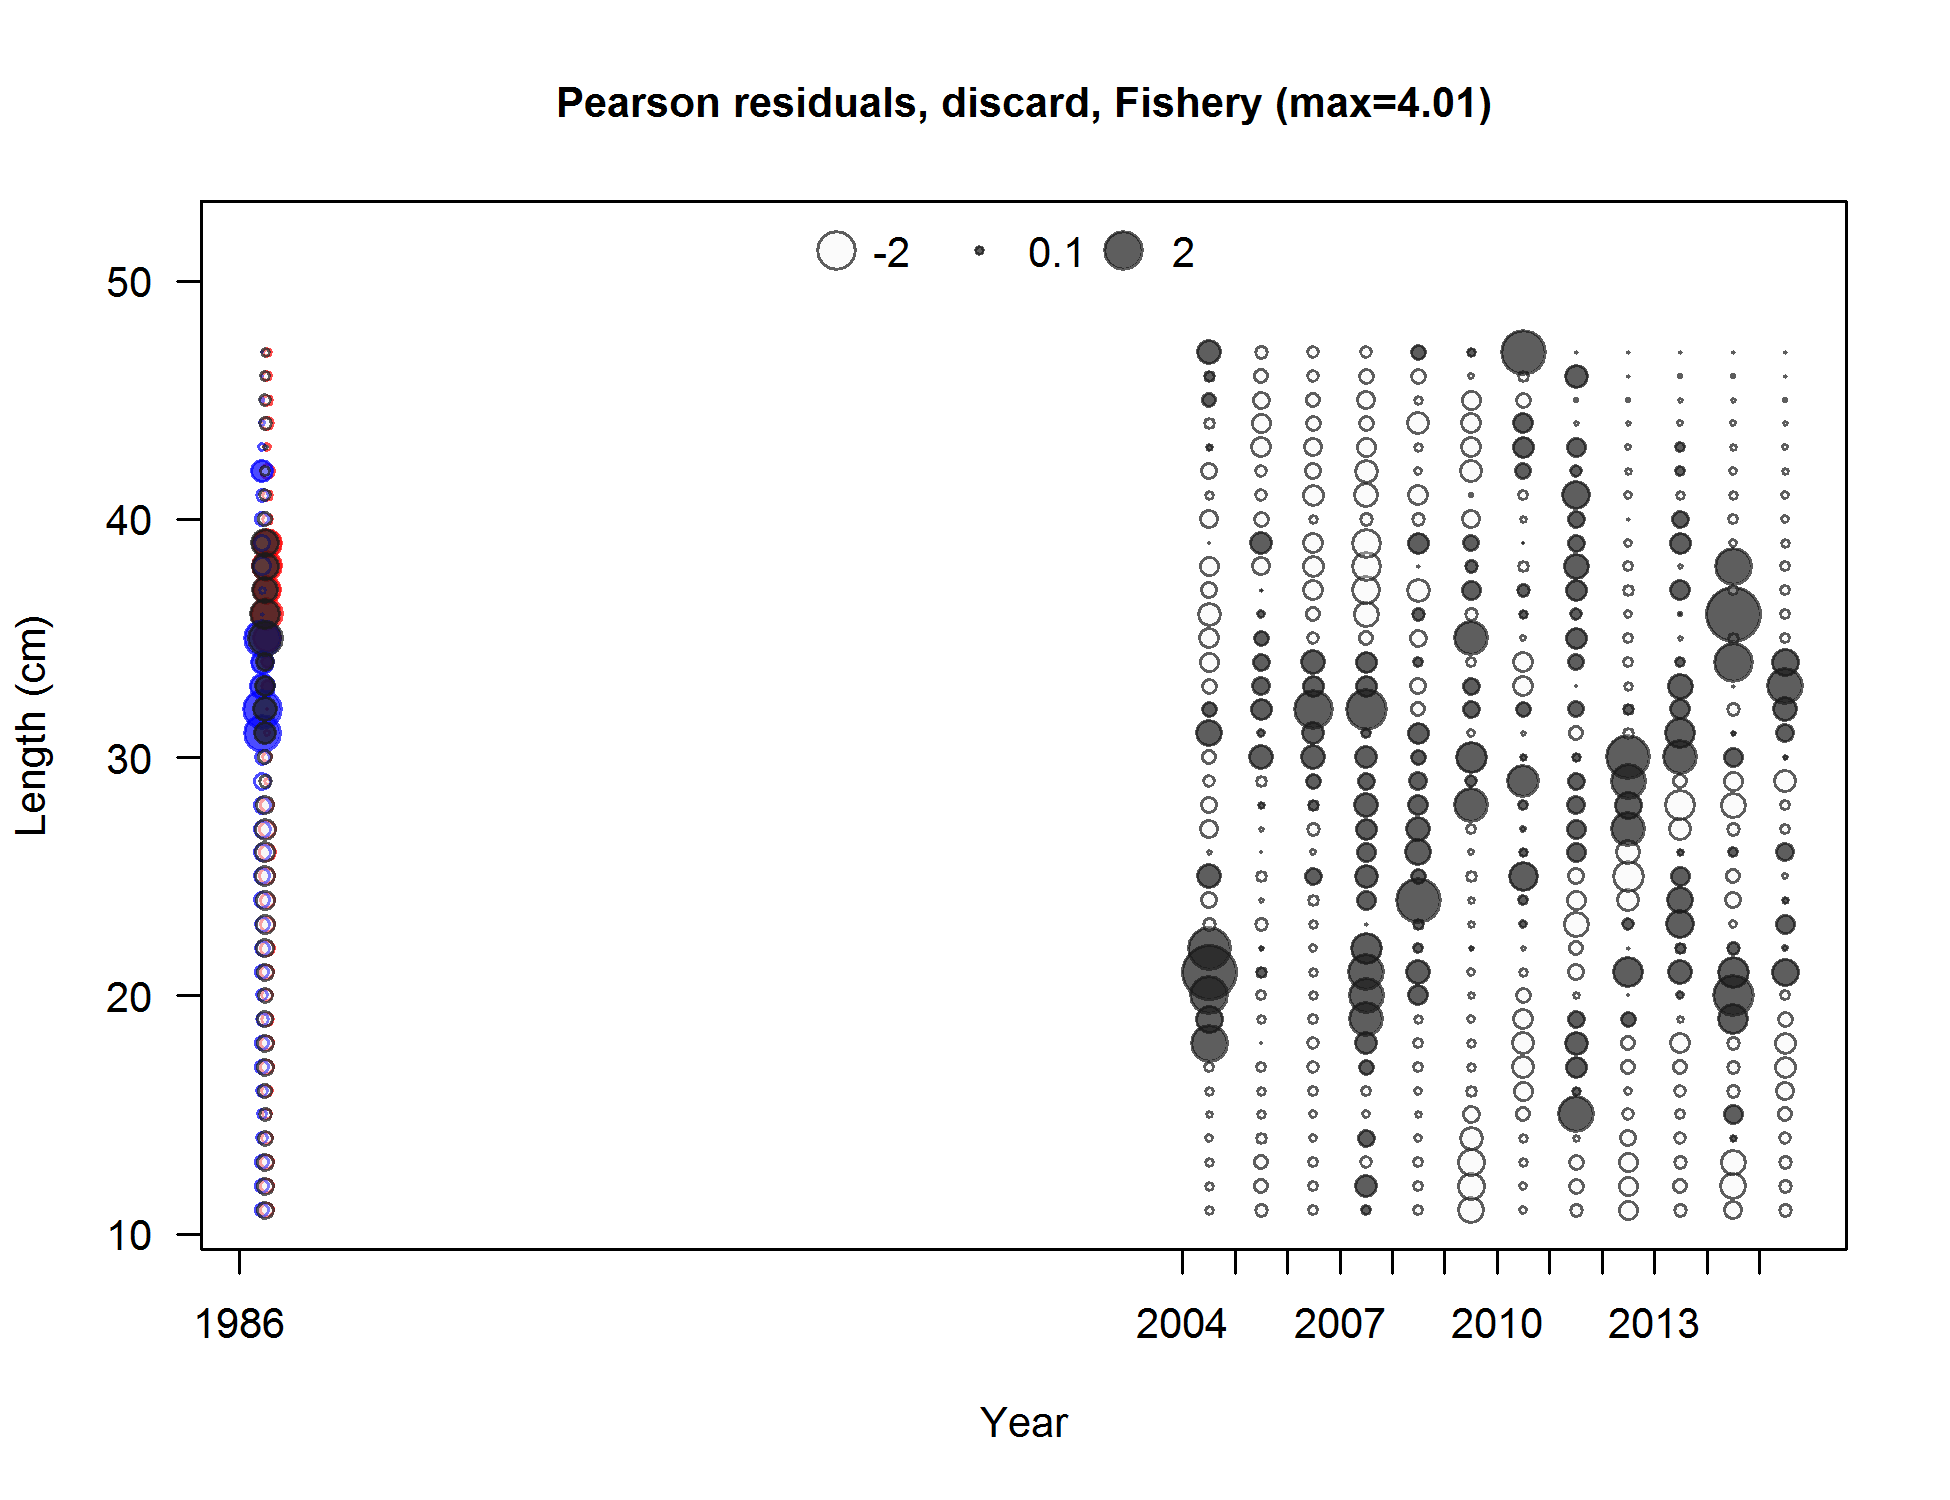 Pearson residuals, discard, Fishery (max=4.01)
-2 0.1 2
50
40
30
20
10
Length (cm)
1986 2004 2007 2010 2013
Year